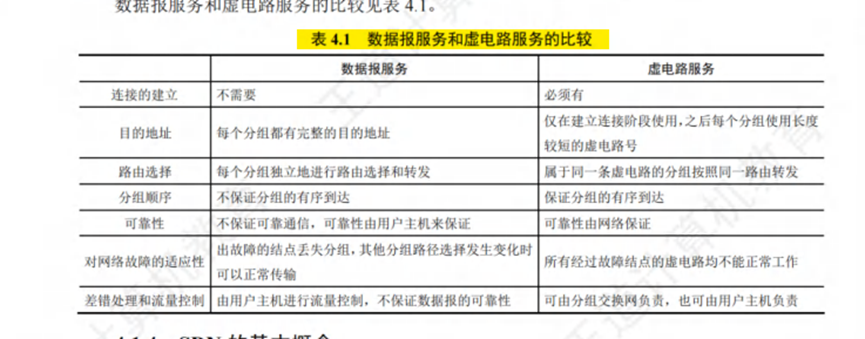 数据报服务和虚电路服务的比较见表 4.1。
表 4.1 数据报服务和虚电路服务的比较
数据报服务 虚电路服务
连接的建立 不需要 必须有
目的地址 每个分组都有完整的目的地址 仅在建立连接阶段使用，之后每个分组使用长度
较短的虚电路号
路由选择 每个分组独立地进行路由选择和转发 属于同一条虚电路的分组按照同一路由转发
分组顺序 不保证分组的有序到达 保证分组的有序到达
可靠性 不保证可靠通信，可靠性由用户主机来保证 可靠性由网络保证
对网络故障的适应性 出故障的结点丢失分组，其他分组路径选择发生变化时
可以正常传输 所有经过故障结点的虚电路均不能正常工作
差错处理和流量控制 由用户主机进行流量控制，不保证数据报的可靠性 可由分组交换网负责，也可由用户主机负责
王道计算机教育